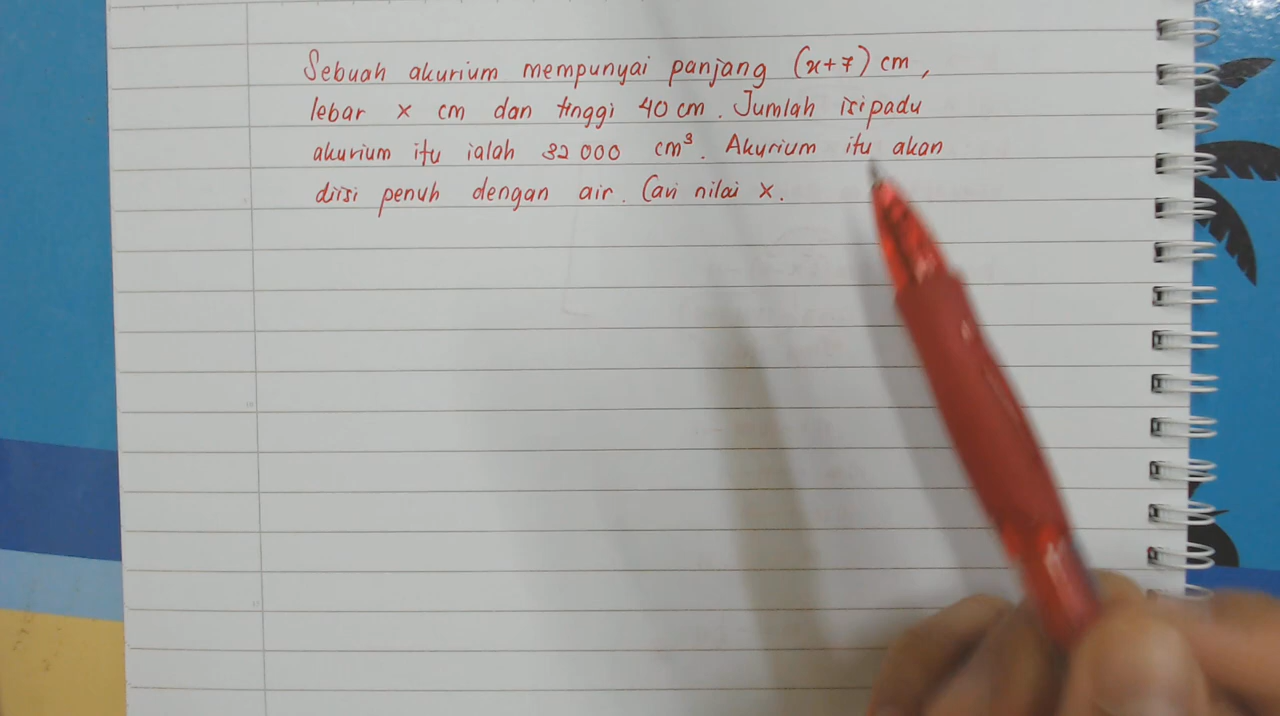 Sebuah akurium mempunyai panjang (x+7) cm,
lebar x cm dan tinggi 40 cm. Jumlah isipadu
akurium itu ialah 32 000 cm³. Akurium itu akan
diisi penuh dengan air. Cari nilai x.